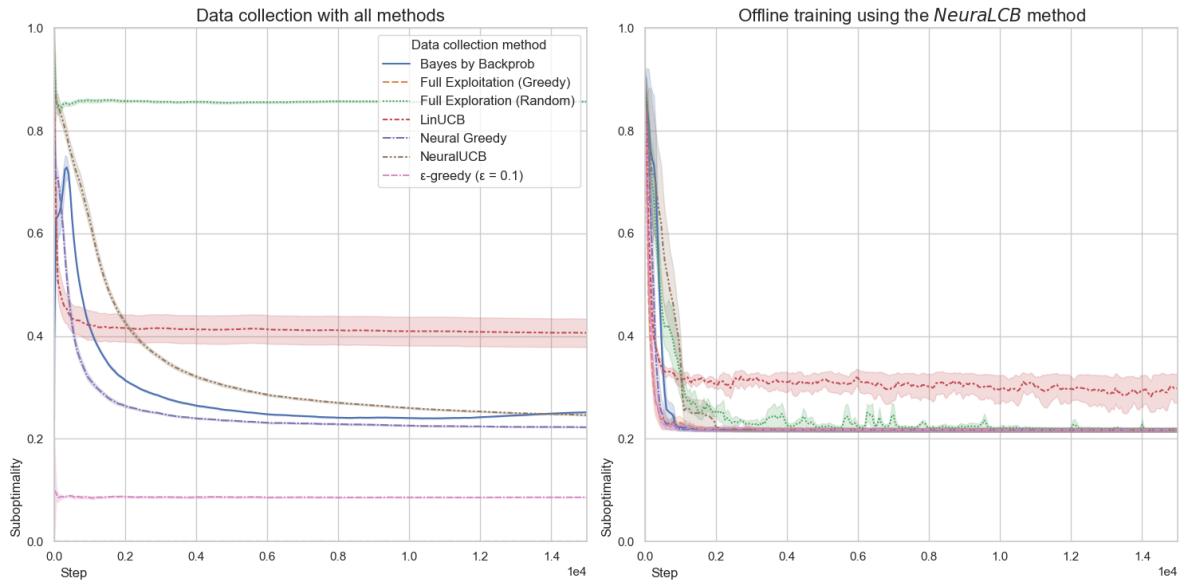 Data collection with all methods
1.0
0.8
0.6
0.4
0.2
0.0
Suboptimality
0.0
0.2
0.4
0.6
0.8
1.0
1.2
1.4
1e4
Step
Data collection method
Bayes by Backprob
Full Exploitation (Greedy)
Full Exploration (Random)
LinUCB
Neural Greedy
NeuralUCB
ε-greedy (ε = 0.1)
Offline training using the NeuraLCB method
1.0
0.8
0.6
0.4
0.2
0.0
Suboptimality
0.0
0.2
0.4
0.6
0.8
1.0
1.2
1.4
1e4
Step